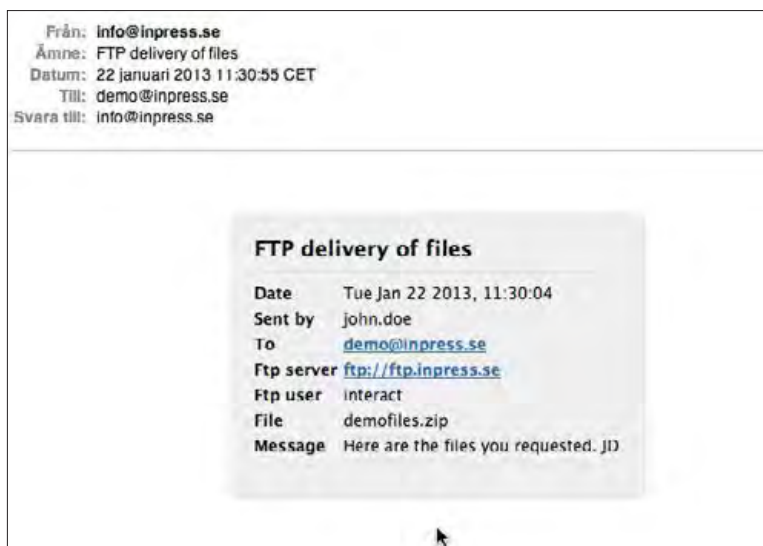 Från: info@inpress.se
Ämne: FTP delivery of files
Datum: 22 januari 2013 11:30:55 CET
Till: demo@inpress.se
Svara till: info@inpress.se
FTP delivery of files
Date Tue Jan 22 2013, 11:30:04
Sent by john.doe
To demo@inpress.se
Ftp server ftp://ftp.inpress.se
Ftp user interact
File demofiles.zip
Message Here are the files you requested. JD